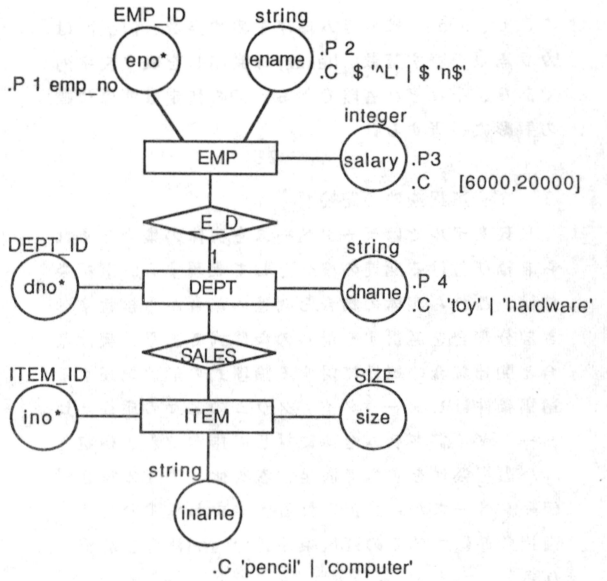 EMP_ID
string
eno*
ename
.P 2
.C $ '^L' | $ 'n$'
.P 1 emp_no
integer
EMP
salary
.P3
.C [6000,20000]
E_D
1
DEPT_ID
string
dno*
DEPT
dname
.P 4
.C 'toy' | 'hardware'
SALES
ITEM_ID
SIZE
ino*
ITEM
size
string
iname
.C 'pencil' | 'computer'